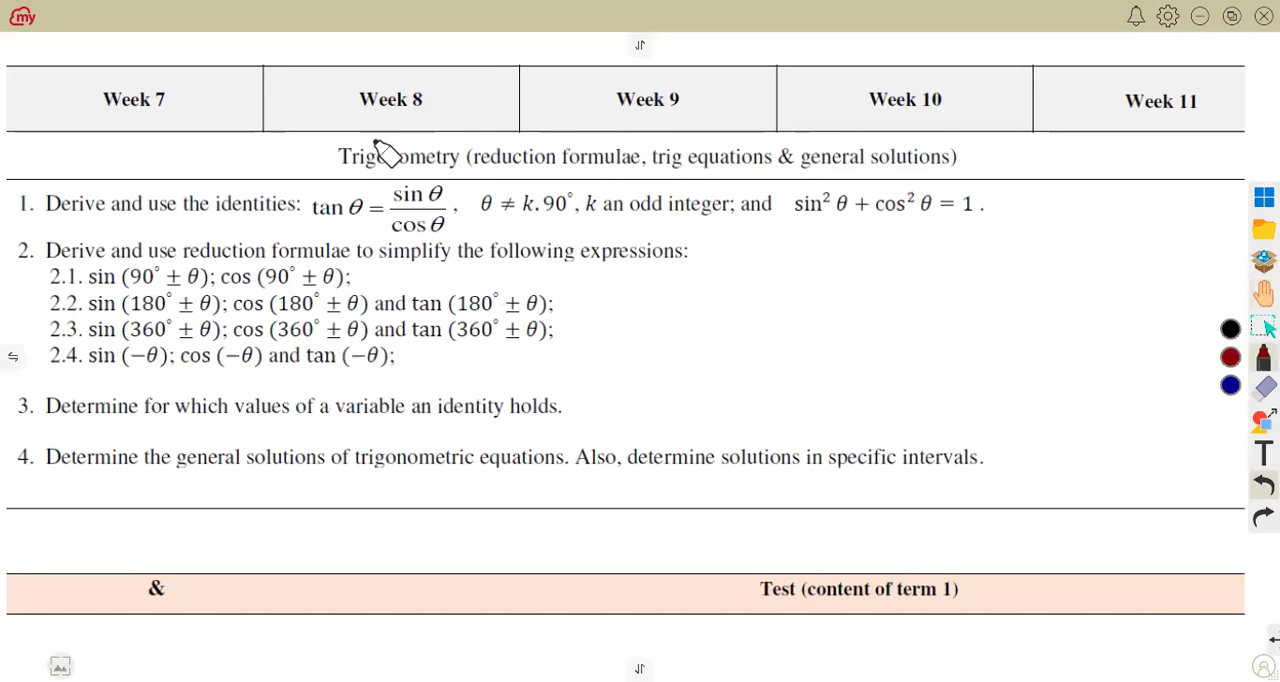 my
Week 7 Week 8 Week 9 Week 10 Week 11
Trigonometry (reduction formulae, trig equations & general solutions)
1. Derive and use the identities: tan θ = sin θ / cos θ, θ ≠ k.90°, k an odd integer; and sin² θ + cos² θ = 1.
2. Derive and use reduction formulae to simplify the following expressions:
2.1. sin (90° ± θ); cos (90° ± θ);
2.2. sin (180° ± θ); cos (180° ± θ) and tan (180° ± θ);
2.3. sin (360° ± θ); cos (360° ± θ) and tan (360° ± θ);
2.4. sin (−θ); cos (−θ) and tan (−θ);
3. Determine for which values of a variable an identity holds.
4. Determine the general solutions of trigonometric equations. Also, determine solutions in specific intervals.
& Test (content of term 1)